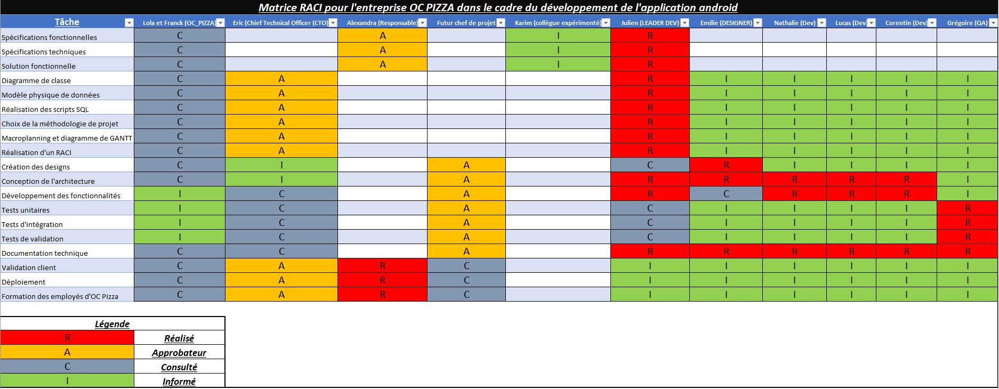 Matrice RACI pour l'entreprise OC PIZZA dans le cadre du développement de l'application android
Tâche Lola et Franck (OC_PIZZA) Eric (Chief Technical Officer (CTO) Alexandra (Responsable) Futur chef de projet Karim (collègue expérimenté) Julien (LEADER DEV) Emilie (DESIGNER) Nathalie (Dev) Lucas (Dev) Corentin (Dev) Grégoire (QA)
Spécifications fonctionnelles C A I R
Spécifications techniques C A I R
Solution fonctionnelle C A I R
Diagramme de classe C A R I I I I I
Modèle physique de données C A R I I I I I
Réalisation des scripts SQL C A R I I I I I
Choix de la méthodologie de projet C A R I I I I I
Macroplanning et diagramme de GANTT C A R I I I I I
Réalisation d'un RACI C A R I I I I I
Création des designs C I A C R I I I I
Conception de l'architecture C I A R R R R R I
Développement des fonctionnalités I C A R C R R R I
Tests unitaires I C A C I I I I R
Tests d'intégration I C A C I I I I R
Tests de validation I C A C I I I I R
Documentation technique C C A R R R R R R
Validation client C A R C I I I I I I
Déploiement C A R C I I I I I I
Formation des employés d'OC Pizza C A R C I I I I I I
Légende
R Réalisé
A Approbateur
C Consulté
I Informé